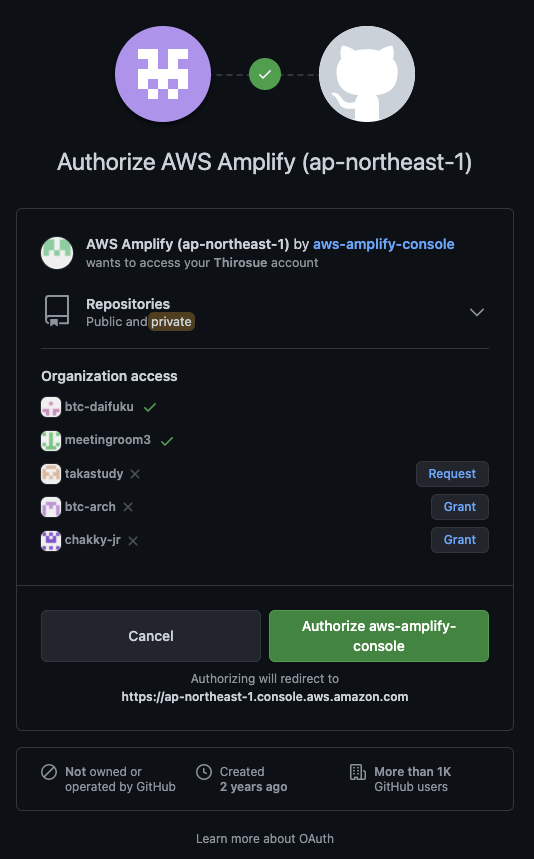 Authorize AWS Amplify (ap-northeast-1)
AWS Amplify (ap-northeast-1) by aws-amplify-console
wants to access your Thirosue account
Repositories
Public and private
Organization access
btc-daifuku
meetingroom3
takastudy Request
btc-arch Grant
chakky-jr Grant
Cancel
Authorize aws-amplify-
console
Authorizing will redirect to
https://ap-northeast-1.console.aws.amazon.com
Not owned or
operated by GitHub
Created
2 years ago
More than 1K
GitHub users
Learn more about OAuth